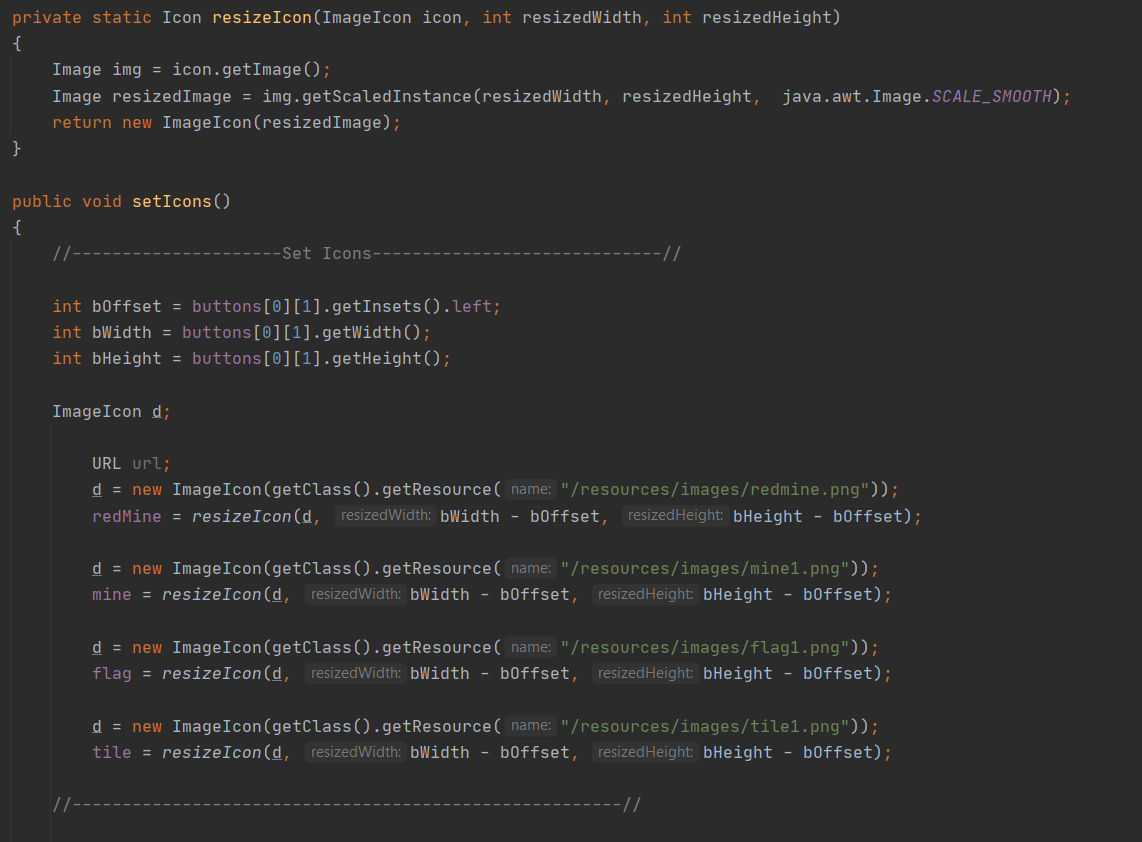 private static Icon resizeIcon(ImageIcon icon, int resizedWidth, int resizedHeight)
{
    Image img = icon.getImage();
    Image resizedImage = img.getScaledInstance(resizedWidth, resizedHeight,  java.awt.Image.SCALE_SMOOTH);
    return new ImageIcon(resizedImage);
}

public void setIcons()
{
    //---------------------Set Icons-----------------------------//

    int bOffset = buttons[0][1].getInsets().left;
    int bWidth = buttons[0][1].getWidth();
    int bHeight = buttons[0][1].getHeight();

    ImageIcon d;

        URL url;
        d = new ImageIcon(getClass().getResource( name: "/resources/images/redmine.png"));
        redMine = resizeIcon(d, resizedWidth: bWidth - bOffset, resizedHeight: bHeight - bOffset);

        d = new ImageIcon(getClass().getResource( name: "/resources/images/mine1.png"));
        mine = resizeIcon(d, resizedWidth: bWidth - bOffset, resizedHeight: bHeight - bOffset);

        d = new ImageIcon(getClass().getResource( name: "/resources/images/flag1.png"));
        flag = resizeIcon(d, resizedWidth: bWidth - bOffset, resizedHeight: bHeight - bOffset);

        d = new ImageIcon(getClass().getResource( name: "/resources/images/tile1.png"));
        tile = resizeIcon(d, resizedWidth: bWidth - bOffset, resizedHeight: bHeight - bOffset);

    //-------------------------------------------------------//